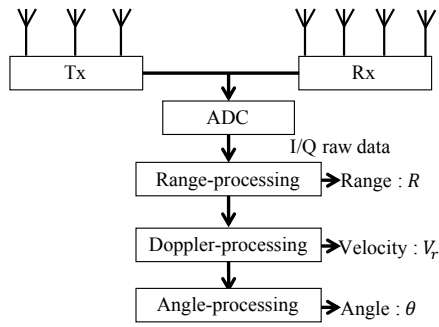 Tx
Rx
ADC
I/Q raw data
Range-processing
Range : R
Doppler-processing
Velocity : Vᵣ
Angle-processing
Angle : θ